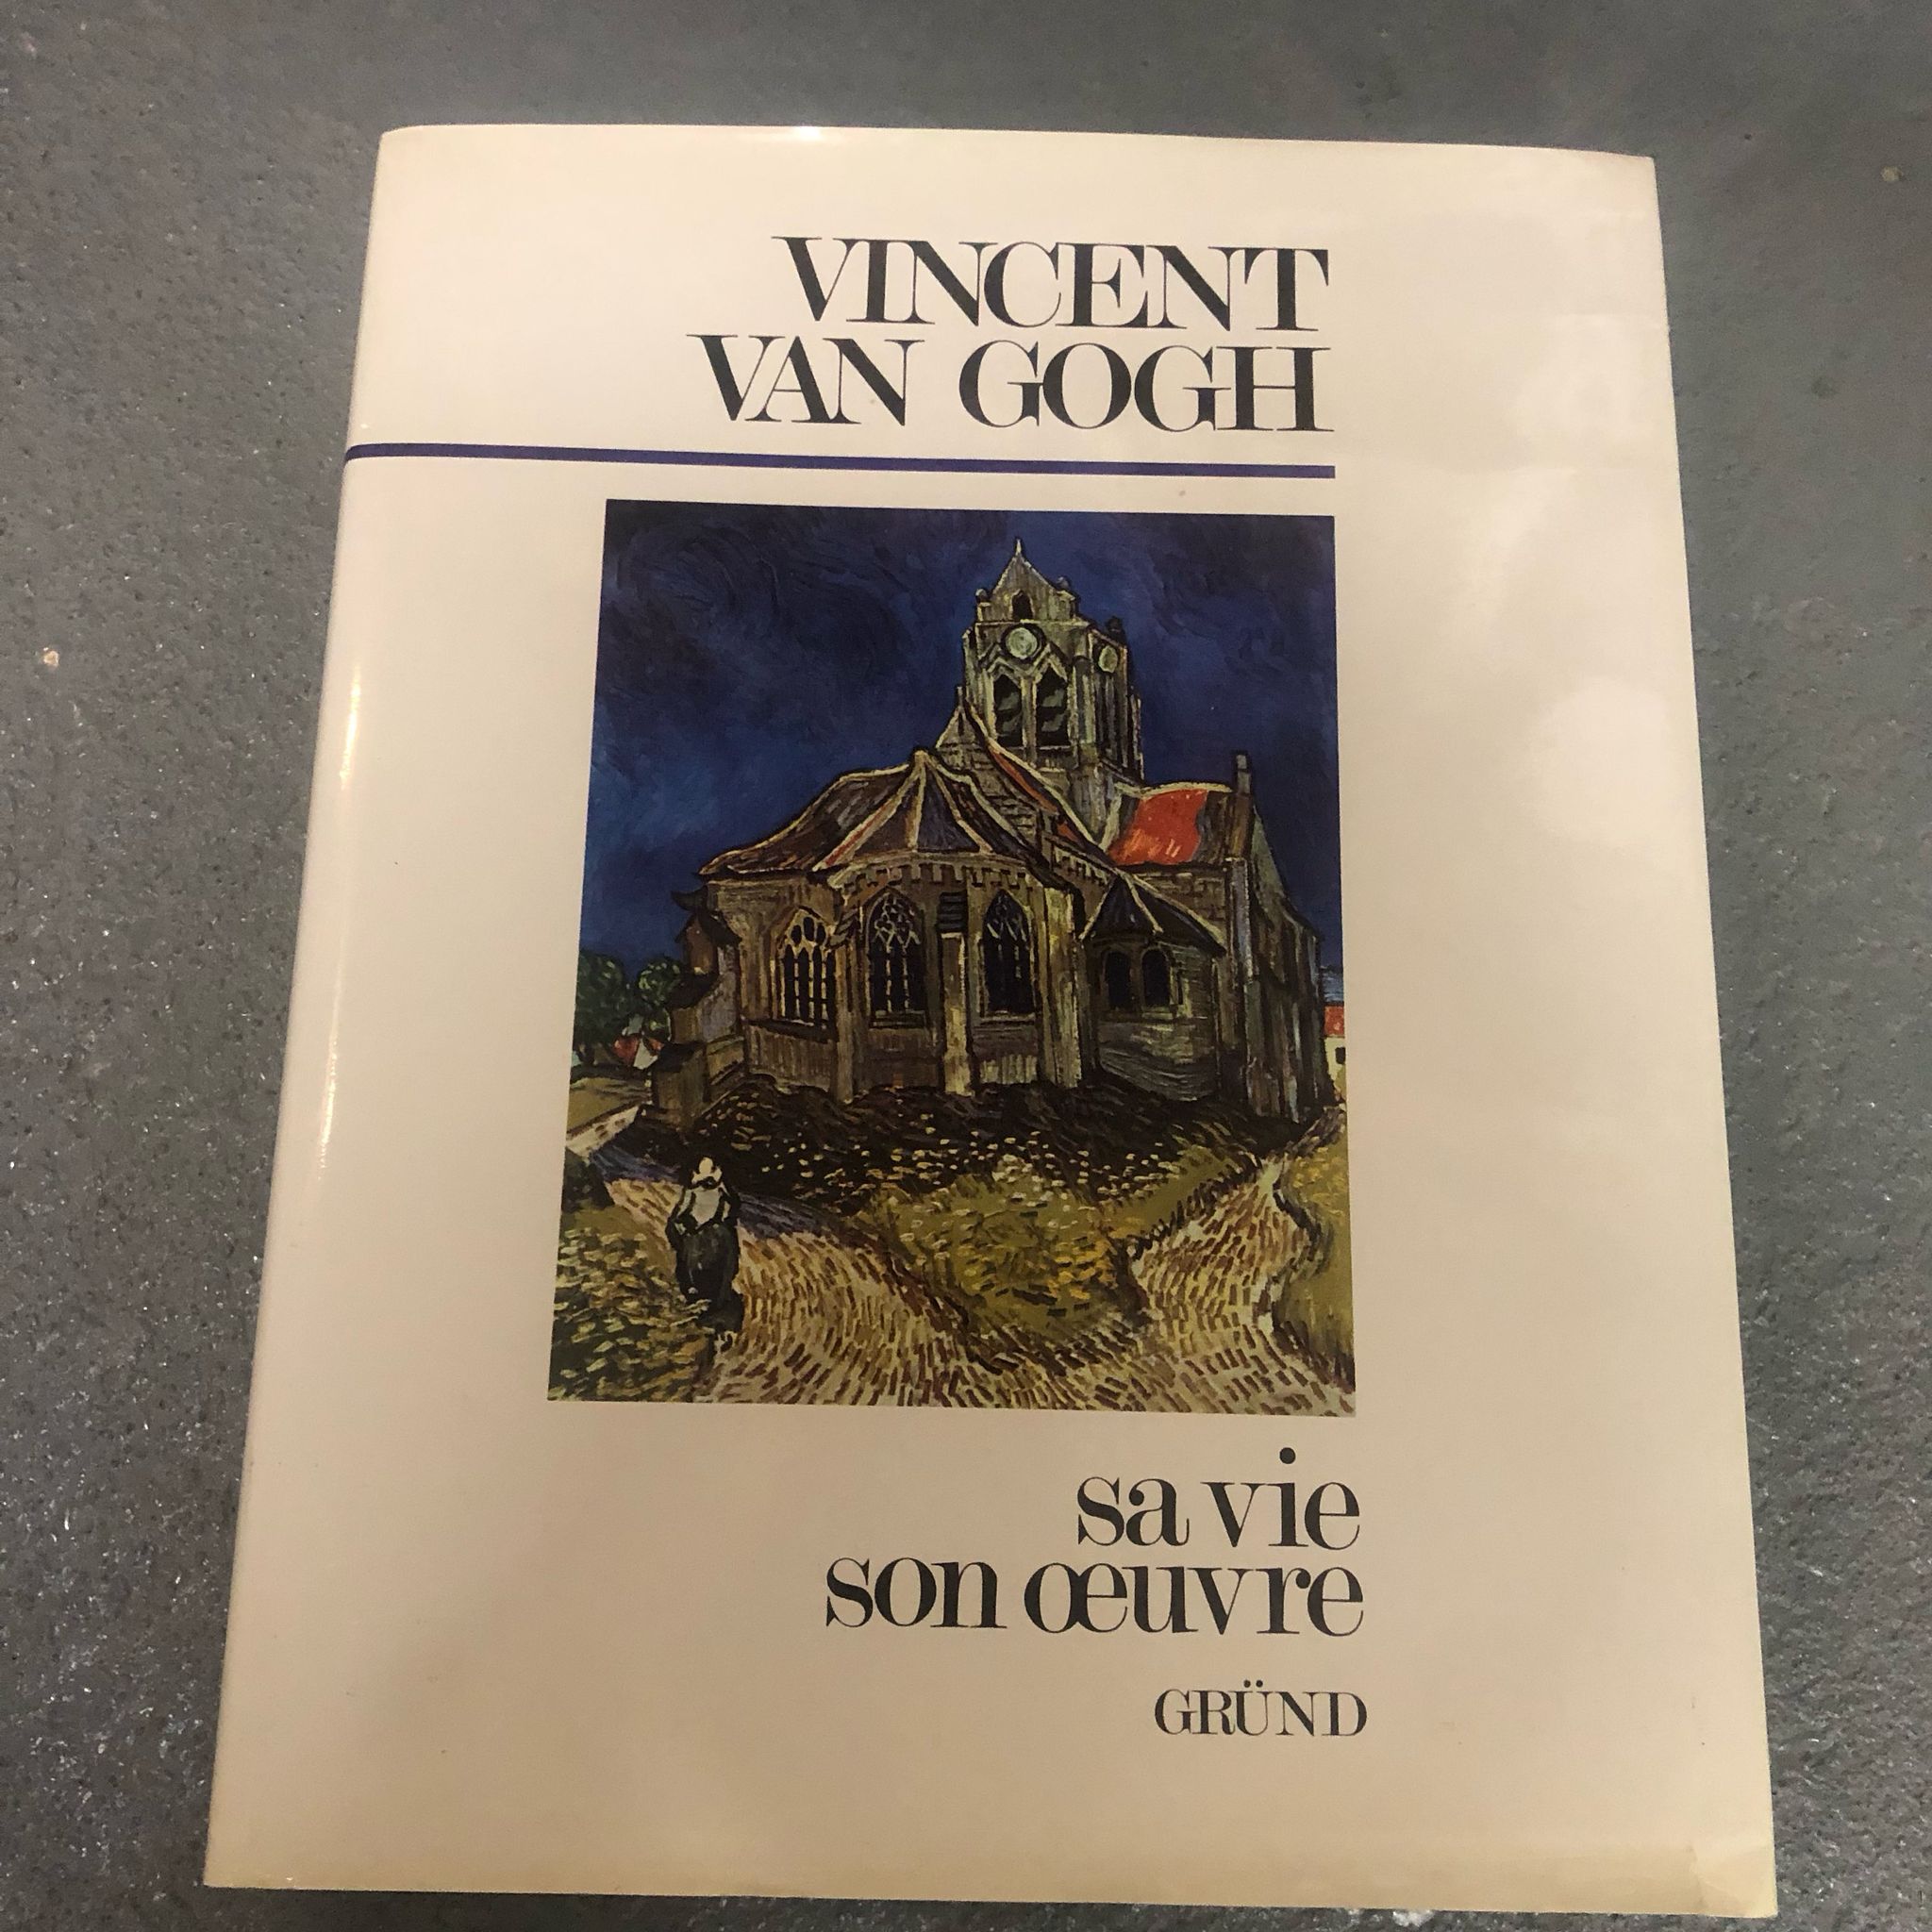 VINCENT
VAN GOGH
sa vie
son œuvre
GRÜND